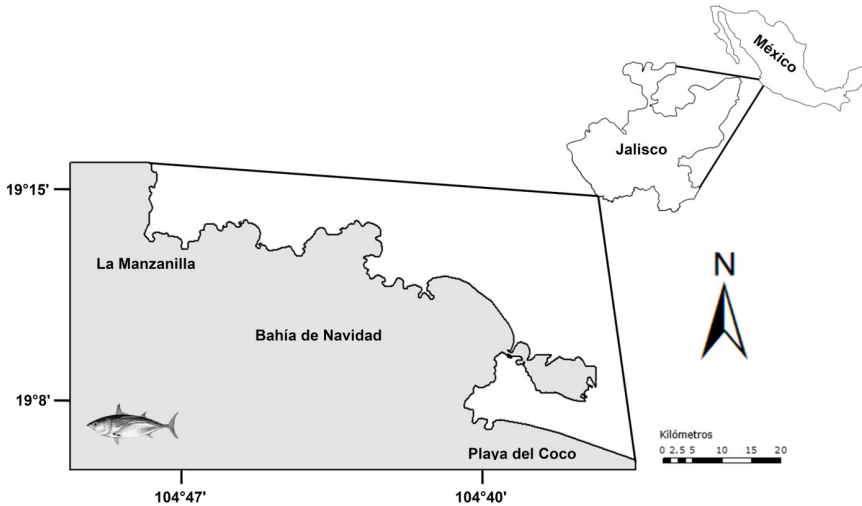 México
Jalisco
19°15'
La Manzanilla
N
Bahía de Navidad
19°8'
Kilómetros
0 2.5 5 10 15 20
Playa del Coco
104°47'
104°40'